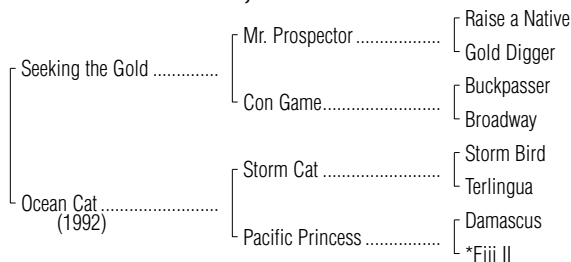 Raise a Native
Mr. Prospector ..................
Gold Digger
Seeking the Gold ..............
Buckpasser
Con Game.........................
Broadway
Storm Bird
Storm Cat .........................
Terlingua
Ocean Cat .........................
(1992)
Damascus
Pacific Princess ................
*Fiji II